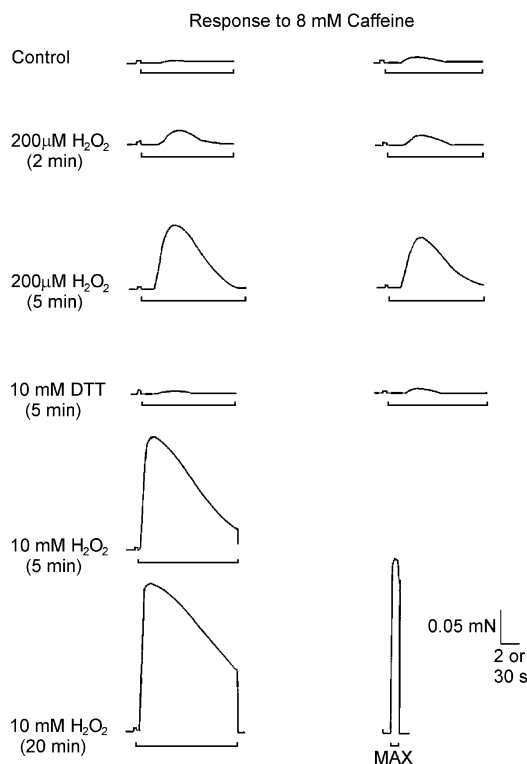 Response to 8 mM Caffeine
Control
200μM H₂O₂
(2 min)
200μM H₂O₂
(5 min)
10 mM DTT
(5 min)
10 mM H₂O₂
(5 min)
0.05 mN
2 or
30 s
10 mM H₂O₂
(20 min)
MAX